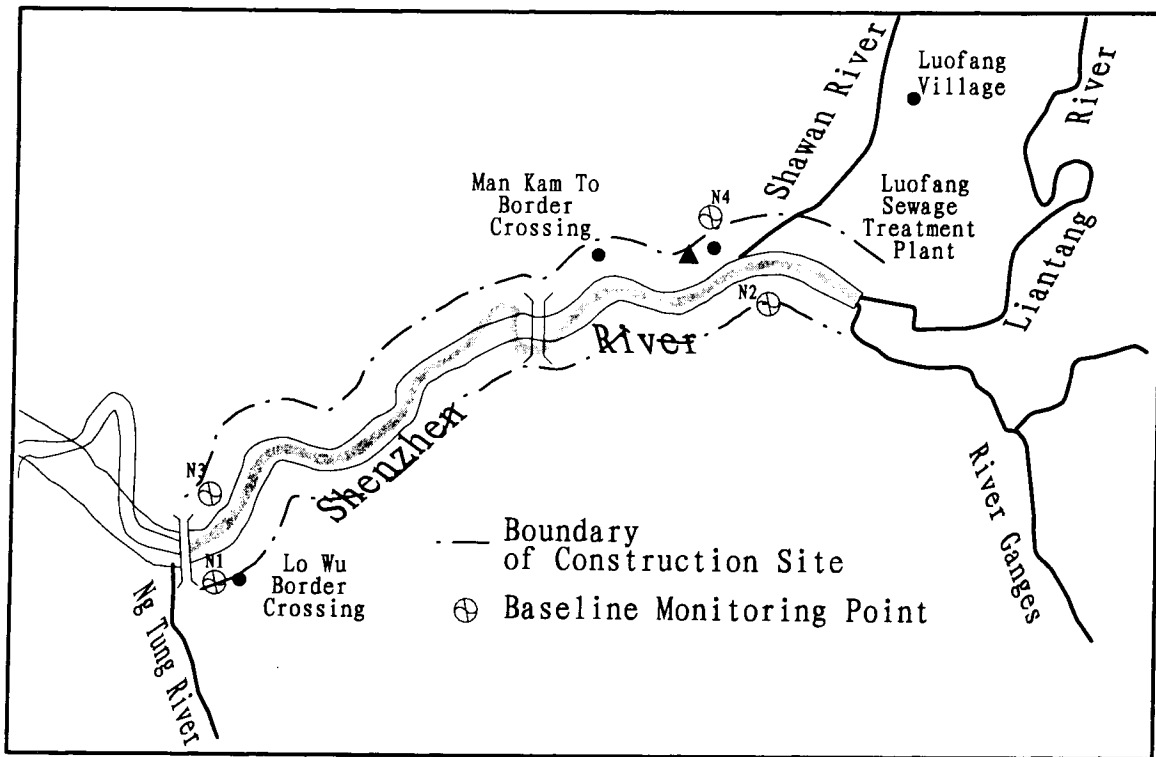 Shawan River
Luofang
Village
River
Liantang
Man Kam To
Border
Crossing
N4
Luofang
Sewage
Treatment
Plant
N2
River
Shenzhen
N3
N1
Lo Wu
Border
Crossing
Ng Tung River
River Ganges
Boundary
of Construction Site
Baseline Monitoring Point